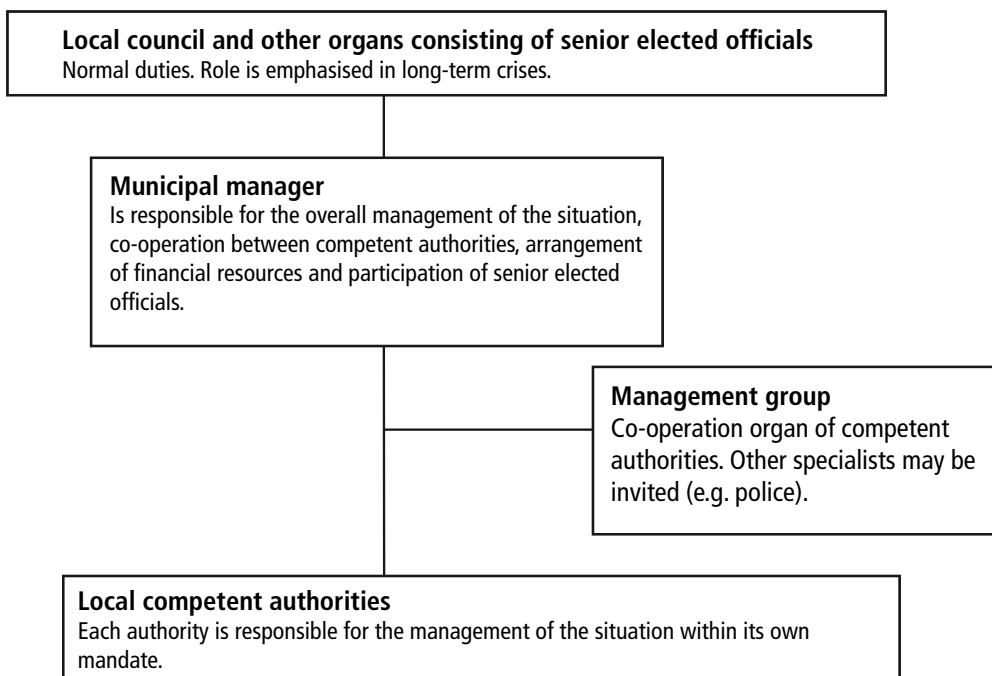 Local council and other organs consisting of senior elected officials
Normal duties. Role is emphasised in long-term crises.
Municipal manager
Is responsible for the overall management of the situation,
co-operation between competent authorities, arrangement
of financial resources and participation of senior elected
officials.
Management group
Co-operation organ of competent
authorities. Other specialists may be
invited (e.g. police).
Local competent authorities
Each authority is responsible for the management of the situation within its own
mandate.